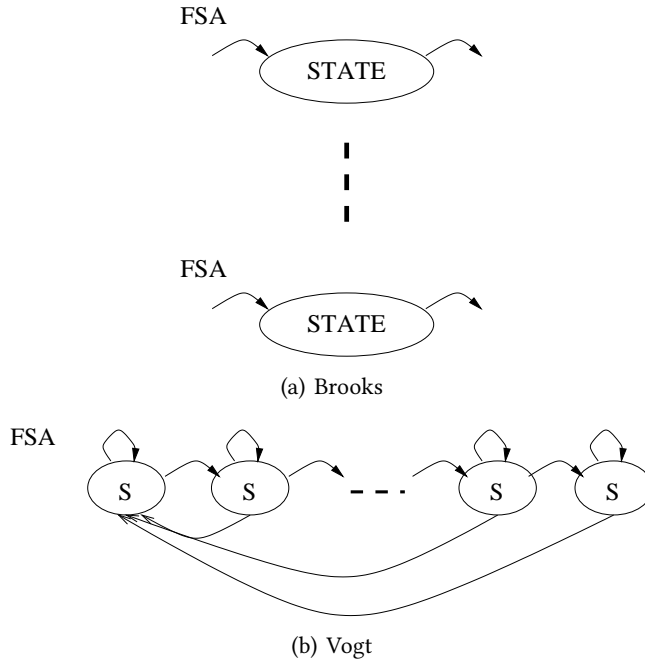 FSA
STATE
FSA
STATE
(a) Brooks
FSA
S S S S
(b) Vogt